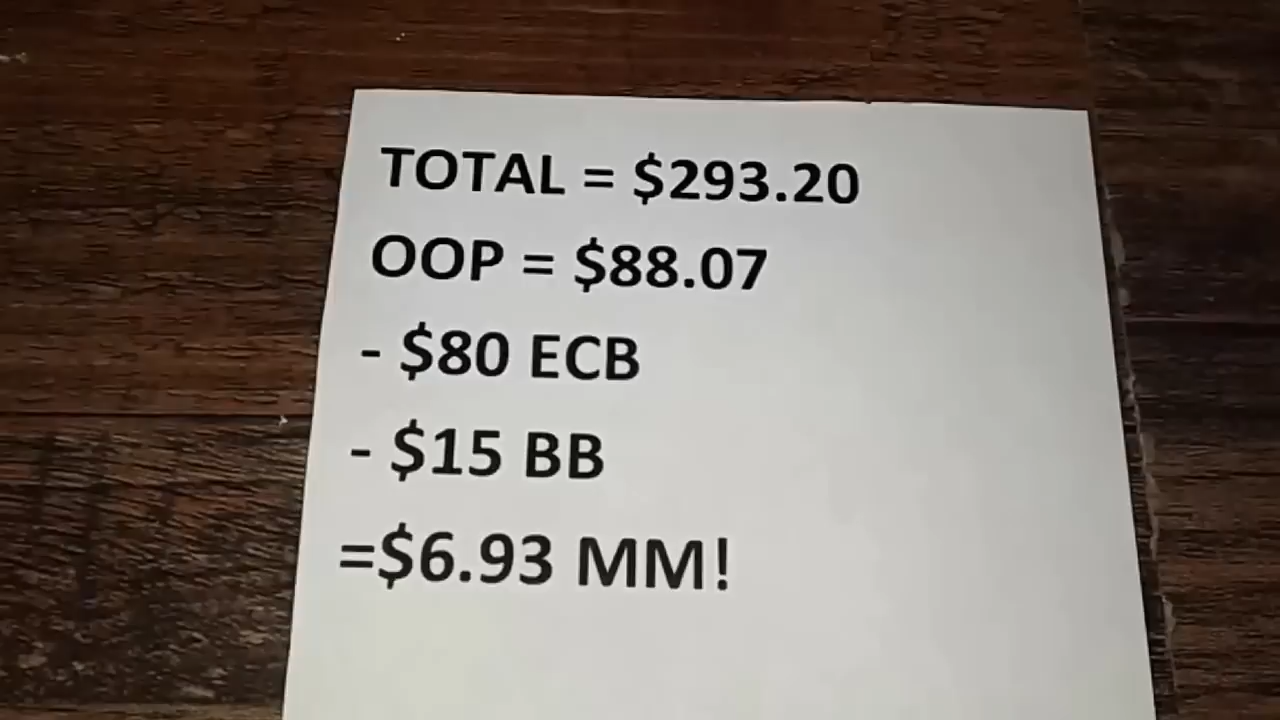 TOTAL = $293.20
OOP = $88.07
- $80 ECB
- $15 BB
=$6.93 MM!